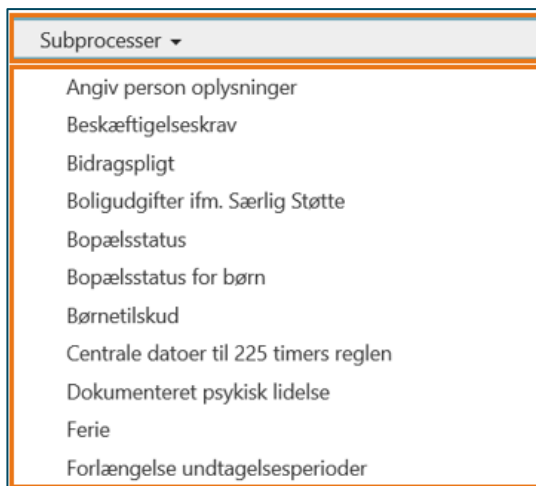 Subprocesser
Angiv person oplysninger
Beskæftigelseskrav
Bidragspligt
Boligudgifter ifm. Særlig Støtte
Bopælsstatus
Bopælsstatus for børn
Børnetilskud
Centrale datoer til 225 timers reglen
Dokumenteret psykisk lidelse
Ferie
Forlængelse undtagelsesperioder